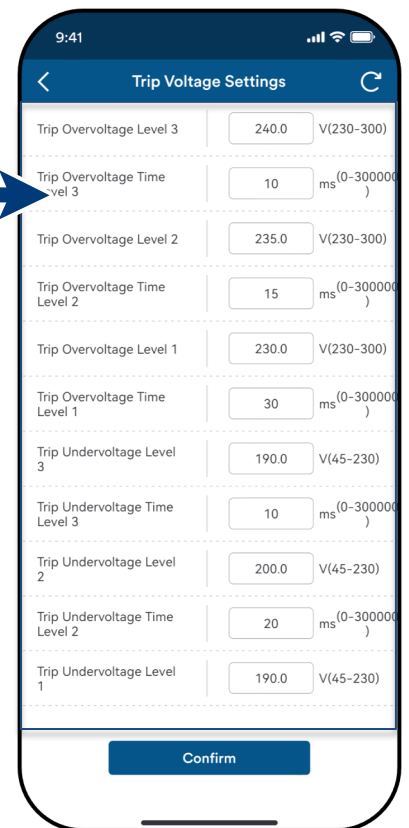 9:41
Trip Voltage Settings
Trip Overvoltage Level 3 240.0 V(230-300)
Trip Overvoltage Time
vel 3 10 ms(0-300000
)
Trip Overvoltage Level 2 235.0 V(230-300)
Trip Overvoltage Time
Level 2 15 ms(0-300000
)
Trip Overvoltage Level 1 230.0 V(230-300)
Trip Overvoltage Time
Level 1 30 ms(0-300000
)
Trip Undervoltage Level
3 190.0 V(45-230)
Trip Undervoltage Time
Level 3 10 ms(0-300000
)
Trip Undervoltage Level
2 200.0 V(45-230)
Trip Undervoltage Time
Level 2 20 ms(0-300000
)
Trip Undervoltage Level
1 190.0 V(45-230)
Confirm